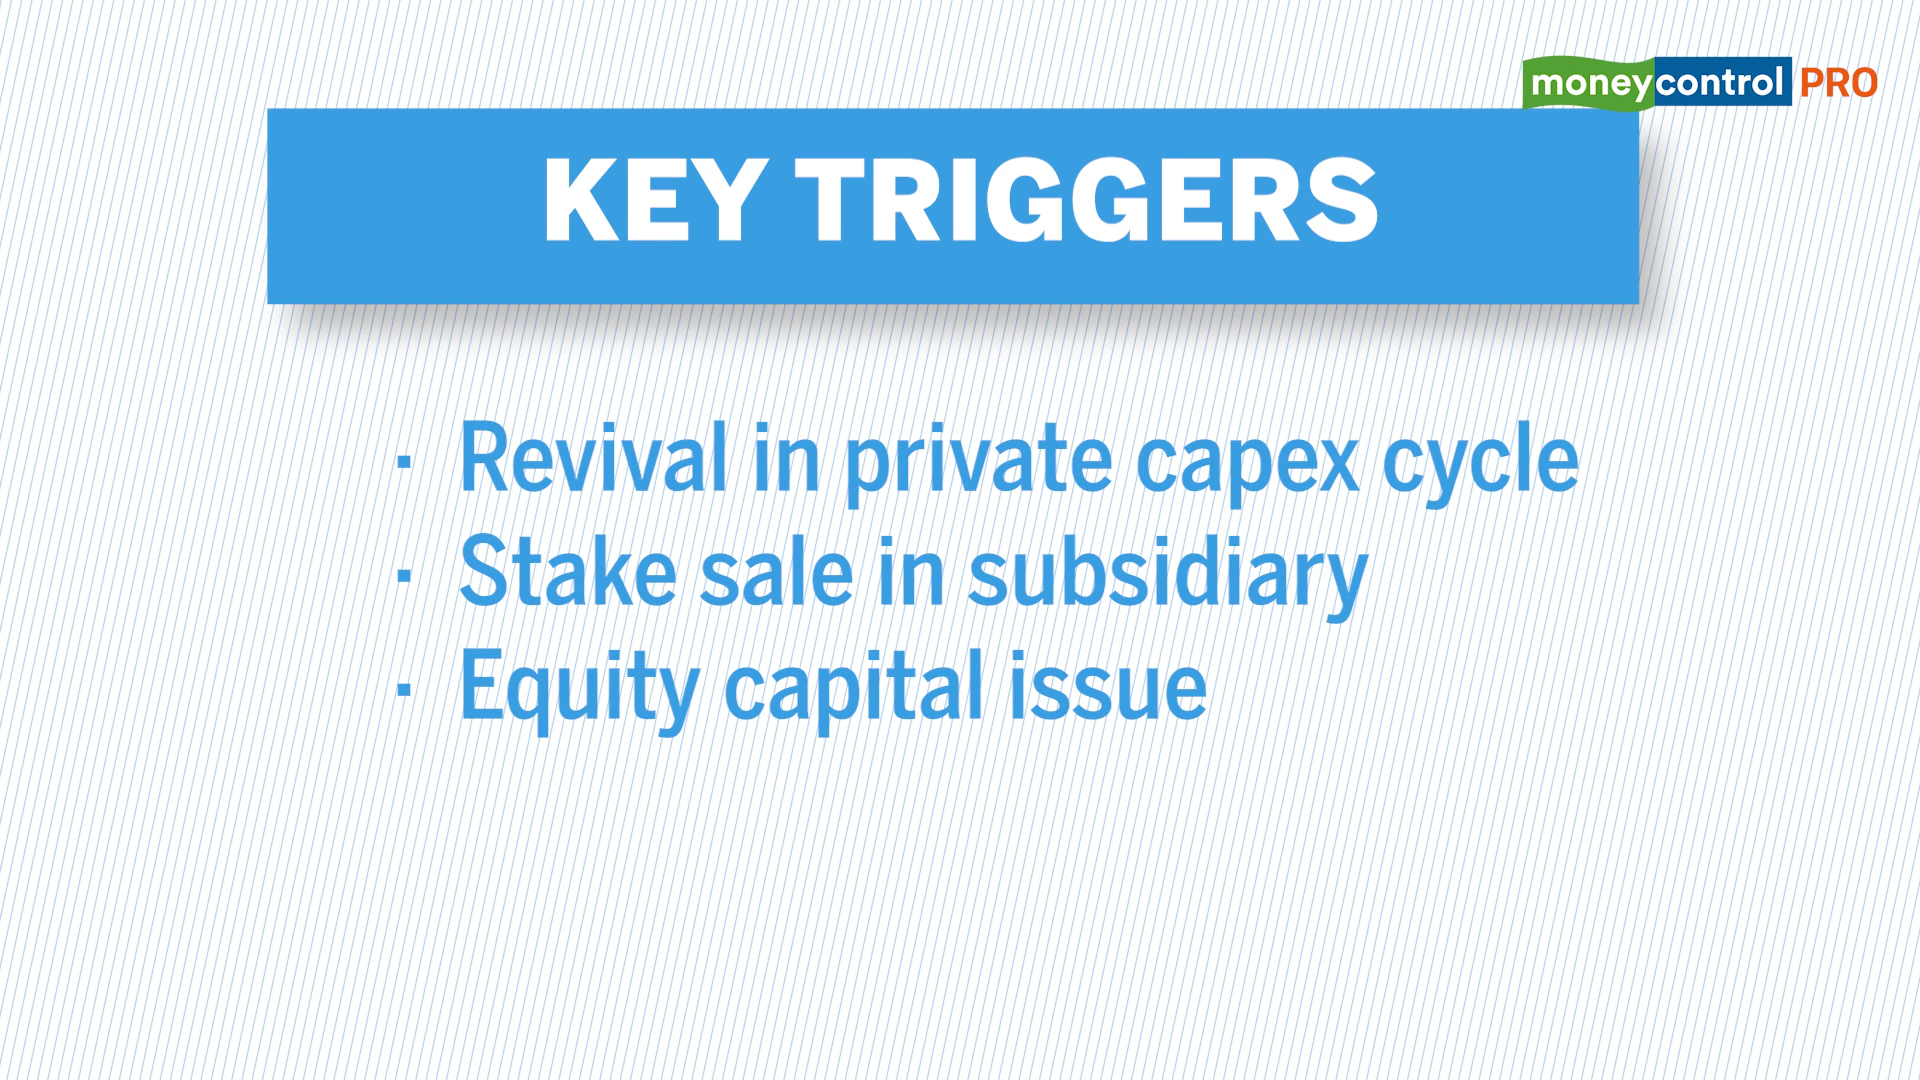 moneycontrol PRO
KEY TRIGGERS
· Revival in private capex cycle
· Stake sale in subsidiary
· Equity capital issue